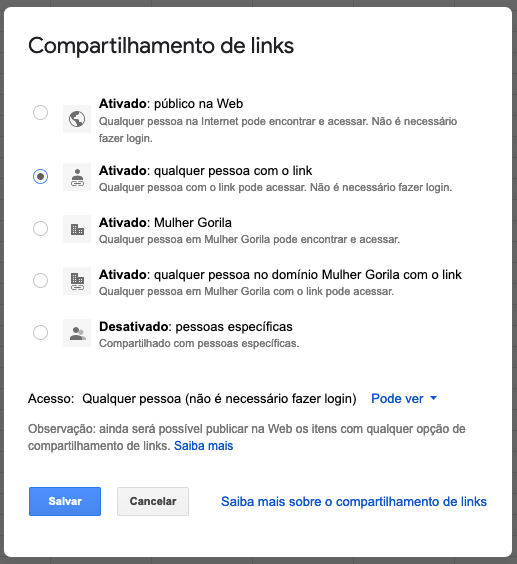 Compartilhamento de links
Ativado: público na Web
Qualquer pessoa na Internet pode encontrar e acessar. Não é necessário
fazer login.
Ativado: qualquer pessoa com o link
Qualquer pessoa com o link pode acessar. Não é necessário fazer login.
Ativado: Mulher Gorila
Qualquer pessoa em Mulher Gorila pode encontrar e acessar.
Ativado: qualquer pessoa no domínio Mulher Gorila com o link
Qualquer pessoa em Mulher Gorila com o link pode acessar.
Desativado: pessoas específicas
Compartilhado com pessoas específicas.
Acesso: Qualquer pessoa (não é necessário fazer login) Pode ver
Observação: ainda será possível publicar na Web os itens com qualquer opção de
compartilhamento de links. Saiba mais
Salvar Cancelar Saiba mais sobre o compartilhamento de links